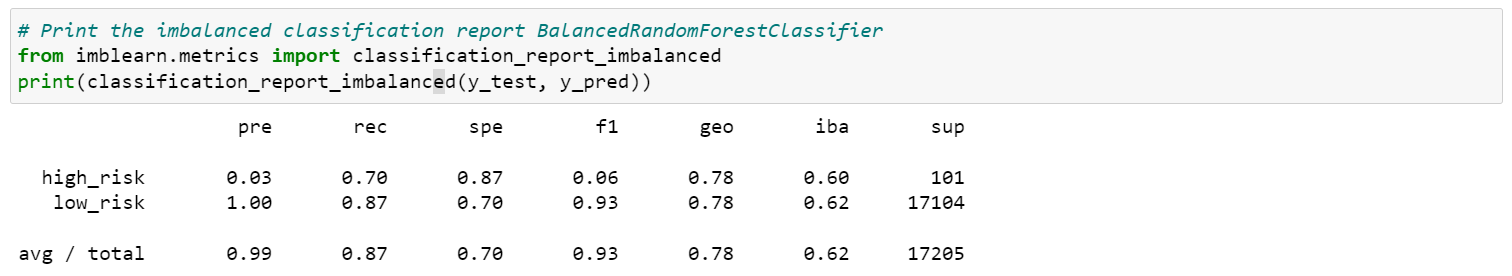 # Print the imbalanced classification report BalancedRandomForestClassifier
from imblearn.metrics import classification_report_imbalanced
print(classification_report_imbalanced(y_test, y_pred))
pre rec spe f1 geo iba sup
high_risk 0.03 0.70 0.87 0.06 0.78 0.60 101
low_risk 1.00 0.87 0.70 0.93 0.78 0.62 17104
avg / total 0.99 0.87 0.70 0.93 0.78 0.62 17205